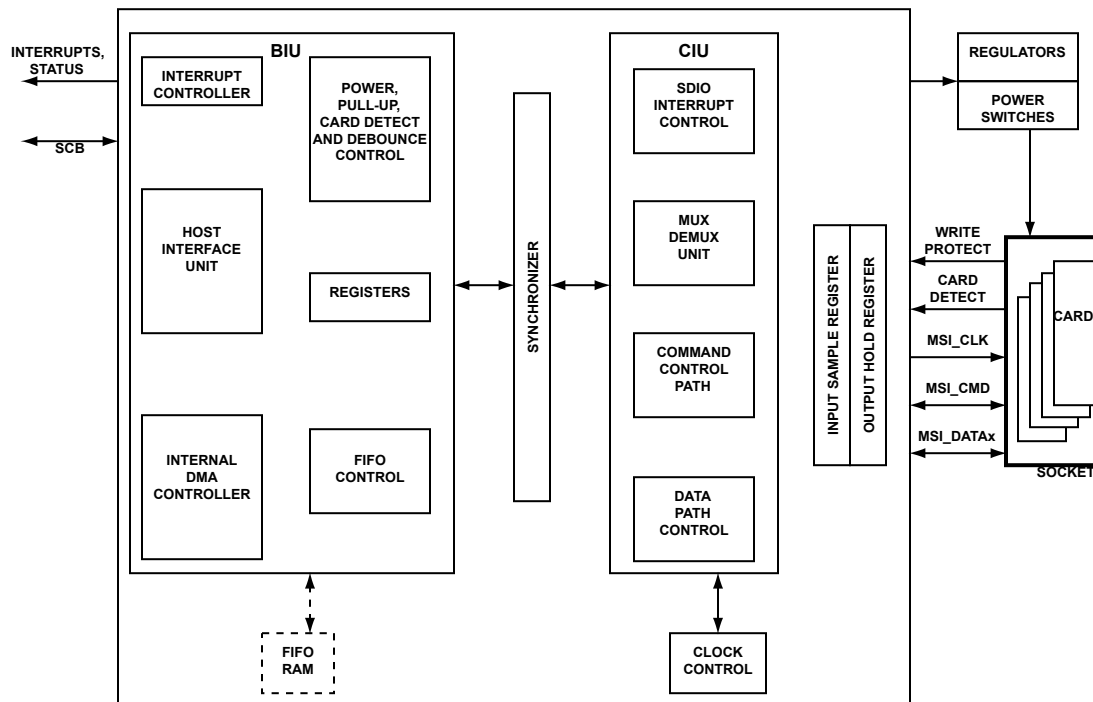 INTERRUPTS,
STATUS
SCB
BIU
INTERRUPT
CONTROLLER
POWER,
PULL-UP,
CARD DETECT
AND DEBOUNCE
CONTROL
HOST
INTERFACE
UNIT
REGISTERS
INTERNAL
DMA
CONTROLLER
FIFO
CONTROL
FIFO
RAM
SYNCHRONIZER
CIU
SDIO
INTERRUPT
CONTROL
MUX
DEMUX
UNIT
COMMAND
CONTROL
PATH
DATA
PATH
CONTROL
CLOCK
CONTROL
INPUT SAMPLE REGISTER
OUTPUT HOLD REGISTER
REGULATORS
POWER
SWITCHES
WRITE
PROTECT
CARD
DETECT
MSI_CLK
MSI_CMD
MSI_DATAx
CARD
SOCKET